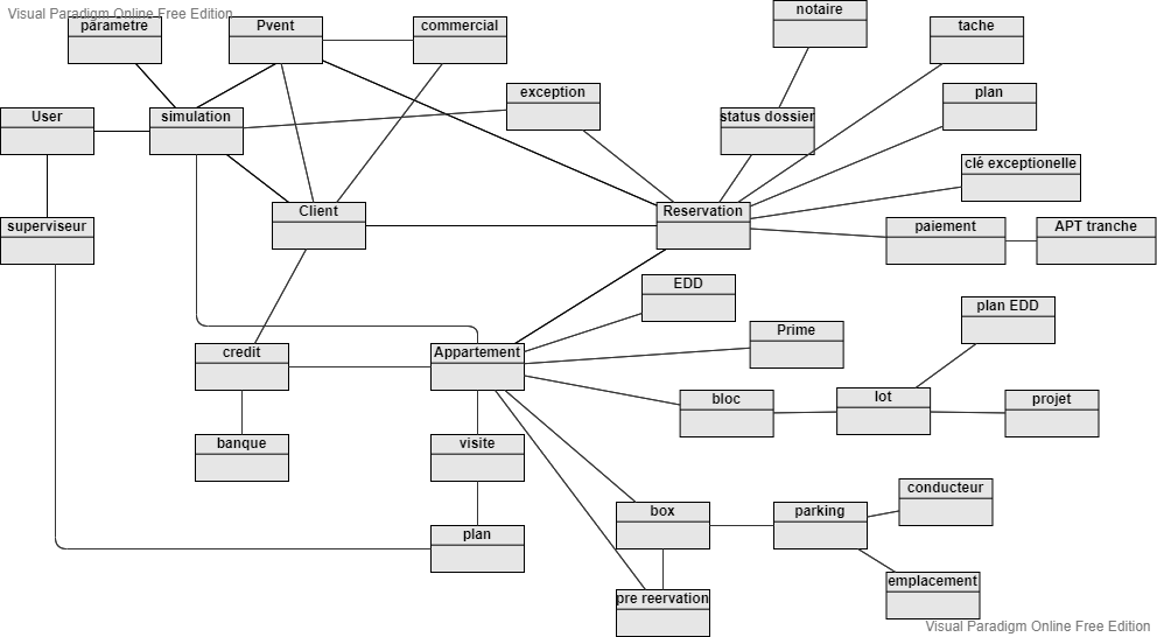 Visual Paradigm Online Free Edition
notaire
parametre
Pvent
commercial
tache
exception
plan
User
simulation
status dossier
clé exceptionelle
Client
Reservation
superviseur
paiement
APT tranche
EDD
plan EDD
Prime
credit
Appartement
bloc
lot
projet
banque
visite
conducteur
box
parking
plan
emplacement
pre reervation
Visual Paradigm Online Free Edition